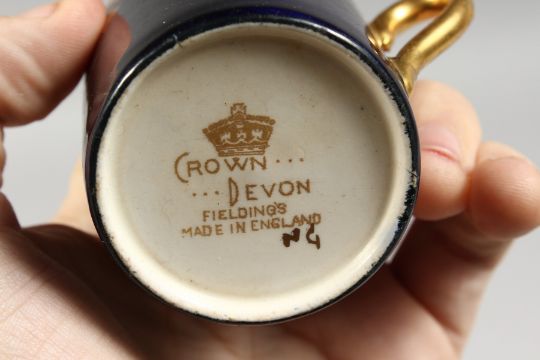 CROWN ...
... DEVON
FIELDING'S
MADE IN ENGLAND